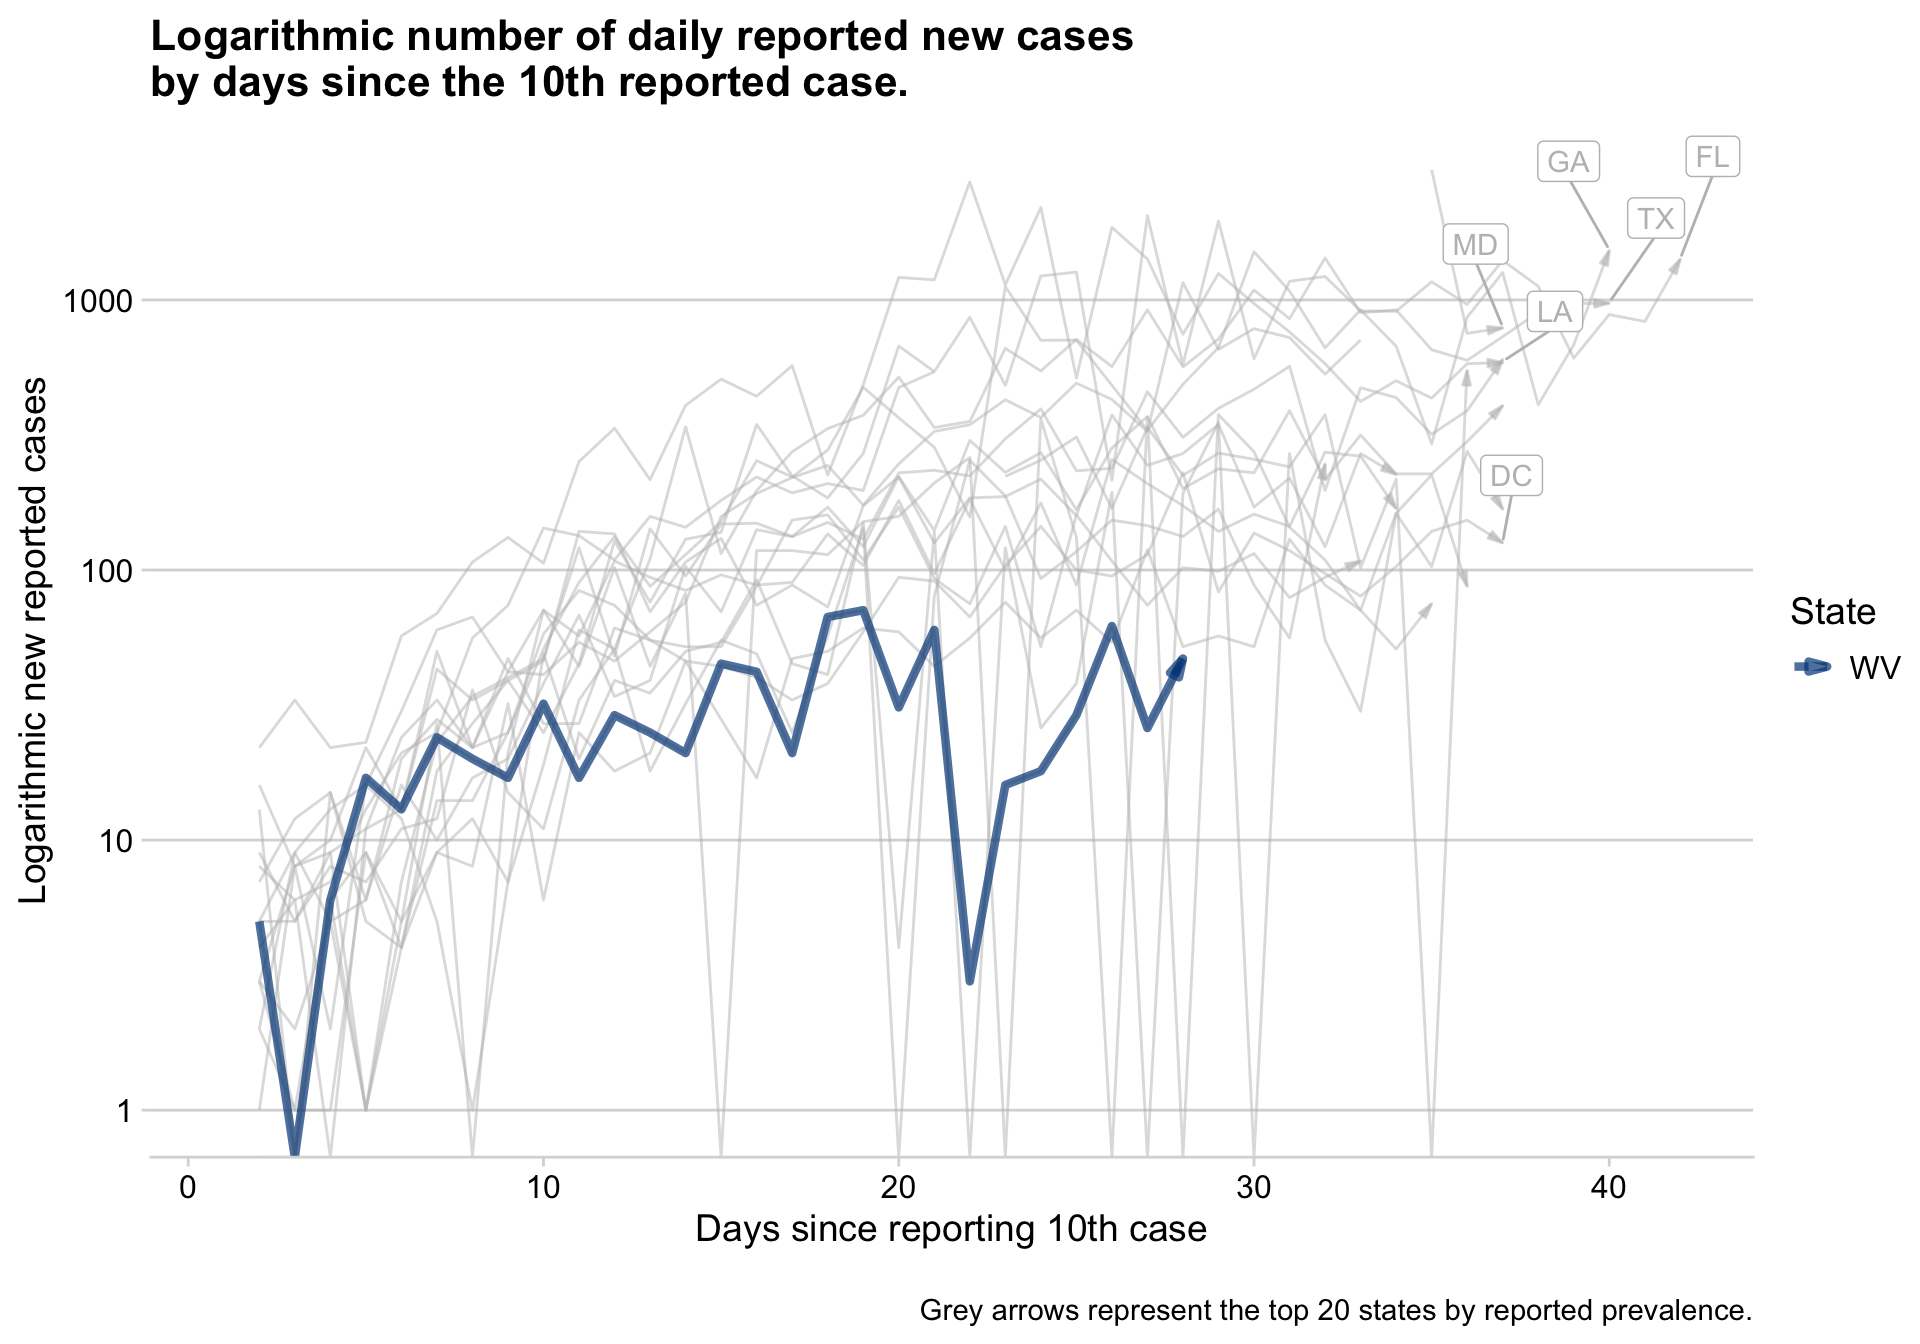 Logarithmic number of daily reported new cases
by days since the 10th reported case.
GA
FL
TX
MD
LA
DC
1000
100
10
1
Logarithmic new reported cases
0
10
20
30
40
Days since reporting 10th case
State
WV
Grey arrows represent the top 20 states by reported prevalence.